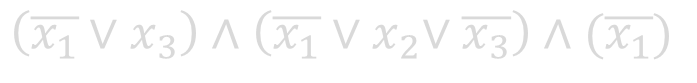 (x̅₁ ∨ x₃) ∧ (x̅₁ ∨ x₂ ∨ x̅₃) ∧ (x̅₁)